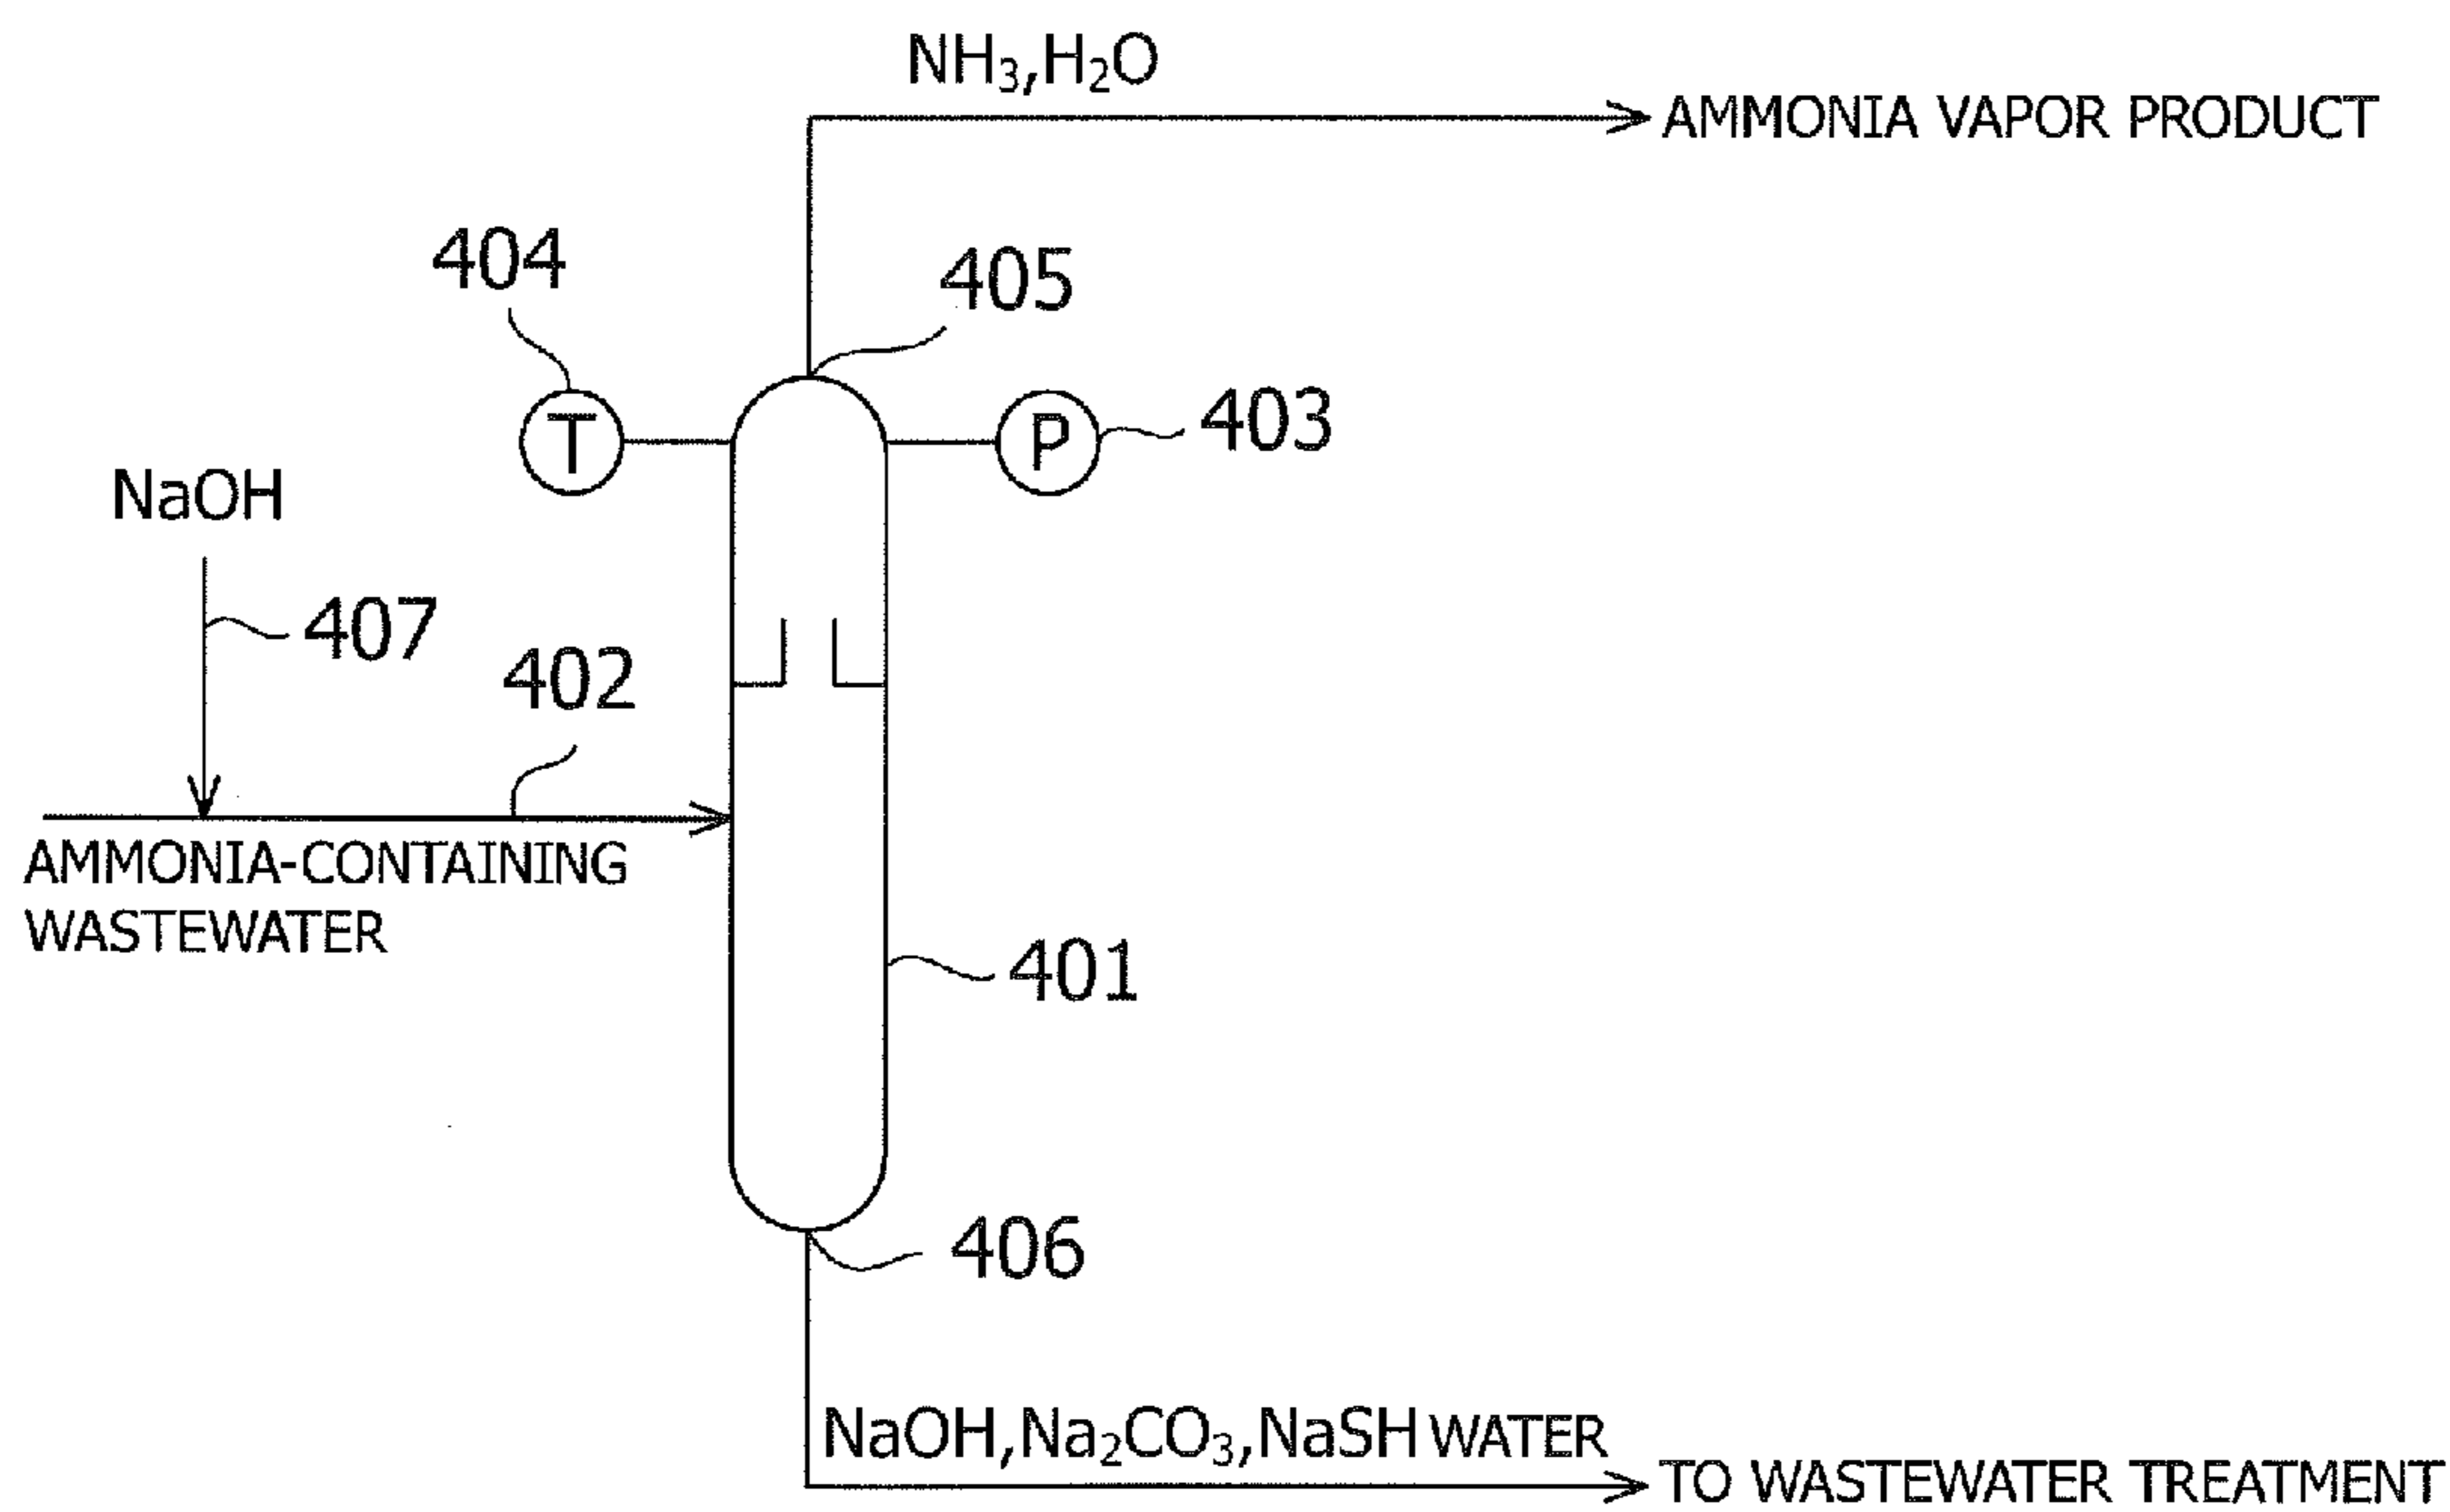 NH₃,H₂O
AMMONIA VAPOR PRODUCT
404
405
T
P
403
NaOH
407
402
AMMONIA-CONTAINING
WASTEWATER
401
406
NaOH,Na₂CO₃,NaSH WATER
TO WASTEWATER TREATMENT